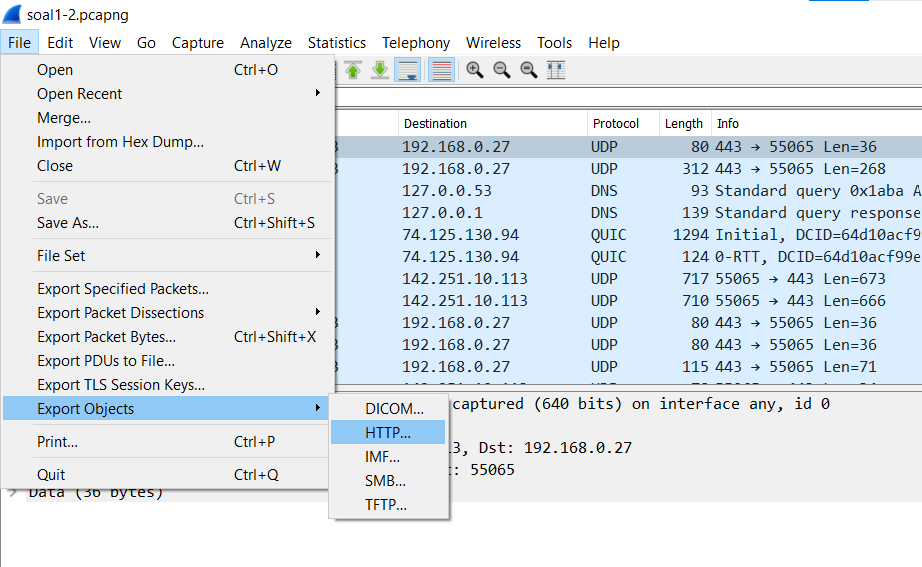 soal1-2.pcapng
File Edit View Go Capture Analyze Statistics Telephony Wireless Tools Help
Open Ctrl+O
Open Recent
Merge...
Import from Hex Dump...
Close Ctrl+W
Save Ctrl+S
Save As... Ctrl+Shift+S
File Set
Export Specified Packets...
Export Packet Dissections
Export Packet Bytes... Ctrl+Shift+X
Export PDUs to File...
Export TLS Session Keys...
Export Objects
Print... Ctrl+P
Quit Ctrl+Q
DICOM...
HTTP...
IMF...
SMB...
TFTP...
Destination Protocol Length Info
3 192.168.0.27 UDP 80 443 → 55065 Len=36
3 192.168.0.27 UDP 312 443 → 55065 Len=268
127.0.0.53 DNS 93 Standard query 0x1aba A
127.0.0.1 DNS 139 Standard query response
74.125.130.94 QUIC 1294 Initial, DCID=64d10acf9
74.125.130.94 QUIC 124 0-RTT, DCID=64d10acf99e
142.251.10.113 UDP 717 55065 → 443 Len=673
142.251.10.113 UDP 710 55065 → 443 Len=666
3 192.168.0.27 UDP 80 443 → 55065 Len=36
3 192.168.0.27 UDP 80 443 → 55065 Len=36
3 192.168.0.27 UDP 115 443 → 55065 Len=71
captured (640 bits) on interface any, id 0
13, Dst: 192.168.0.27
: 55065
Data (36 bytes)